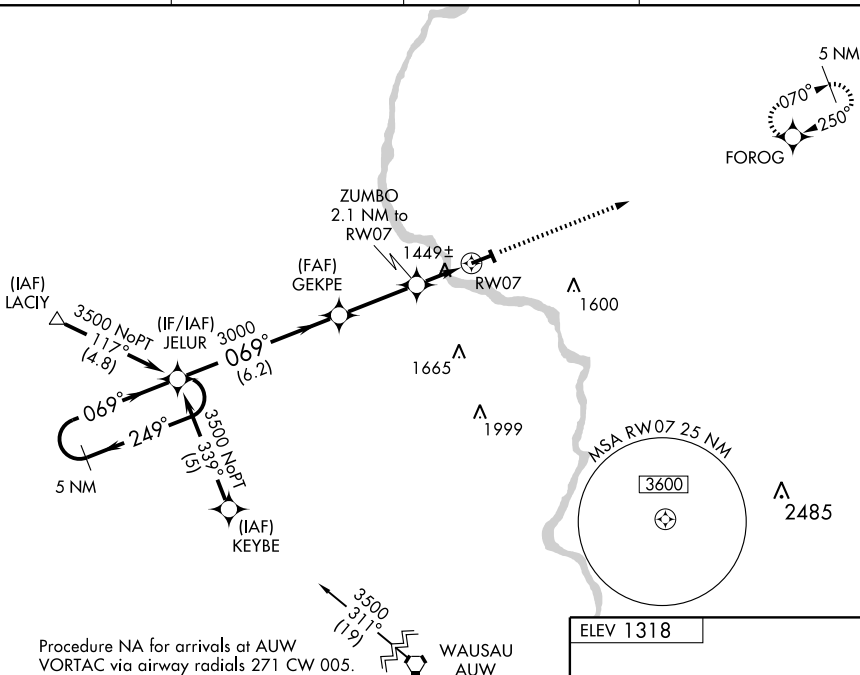 5 NM
070°
250°
FOROG
ZUMBO
2.1 NM to
RW07
1449±
(FAF)
GEKPE
RW07
1600
(IAF)
LACIY
3500 NoPT
117°
(4.8)
(IF/IAF)
JELUR
3000
069°
(6.2)
1665
1999
069°
249°
5 NM
3500 NoPT
339°
(5)
(IAF)
KEYBE
MSA RW07 25 NM
3600
2485
3500
311°
(19)
WAUSAU
AUW
Procedure NA for arrivals at AUW
VORTAC via airway radials 271 CW 005.
ELEV 1318